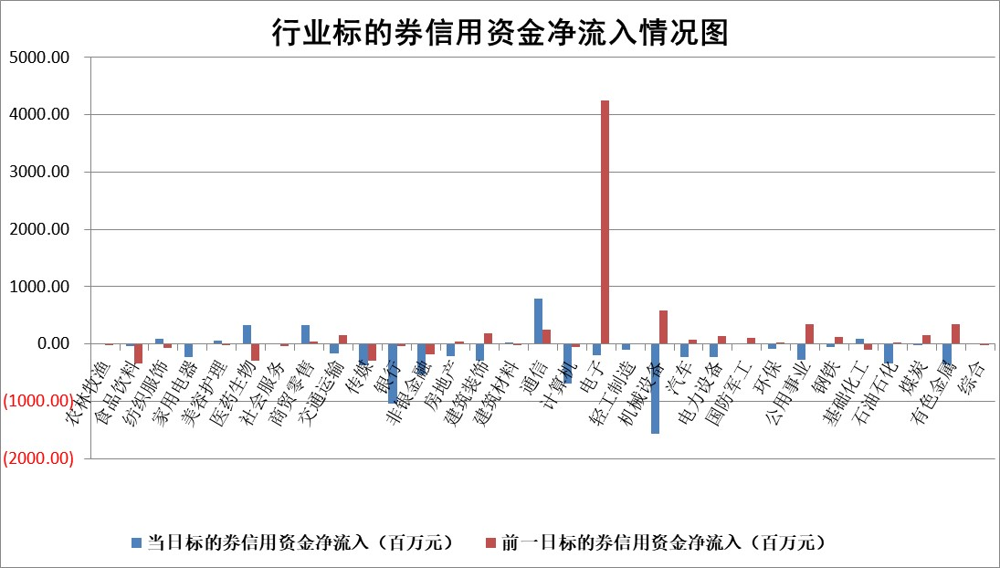 行业标的券信用资金净流入情况图
5000.00
4000.00
3000.00
2000.00
1000.00
0.00
(1000.00)
(2000.00)
农林牧渔
食品饮料
纺织服饰
家用电器
美容护理
医药生物
社会服务
商贸零售
交通运输
传媒
银行
非银金融
房地产
建筑装饰
建筑材料
通信
计算机
电子
轻工制造
机械设备
汽车
电力设备
国防军工
环保
公用事业
钢铁
基础化工
石油石化
煤炭
有色金属
综合
当日标的券信用资金净流入（百万元）
前一日标的券信用资金净流入（百万元）